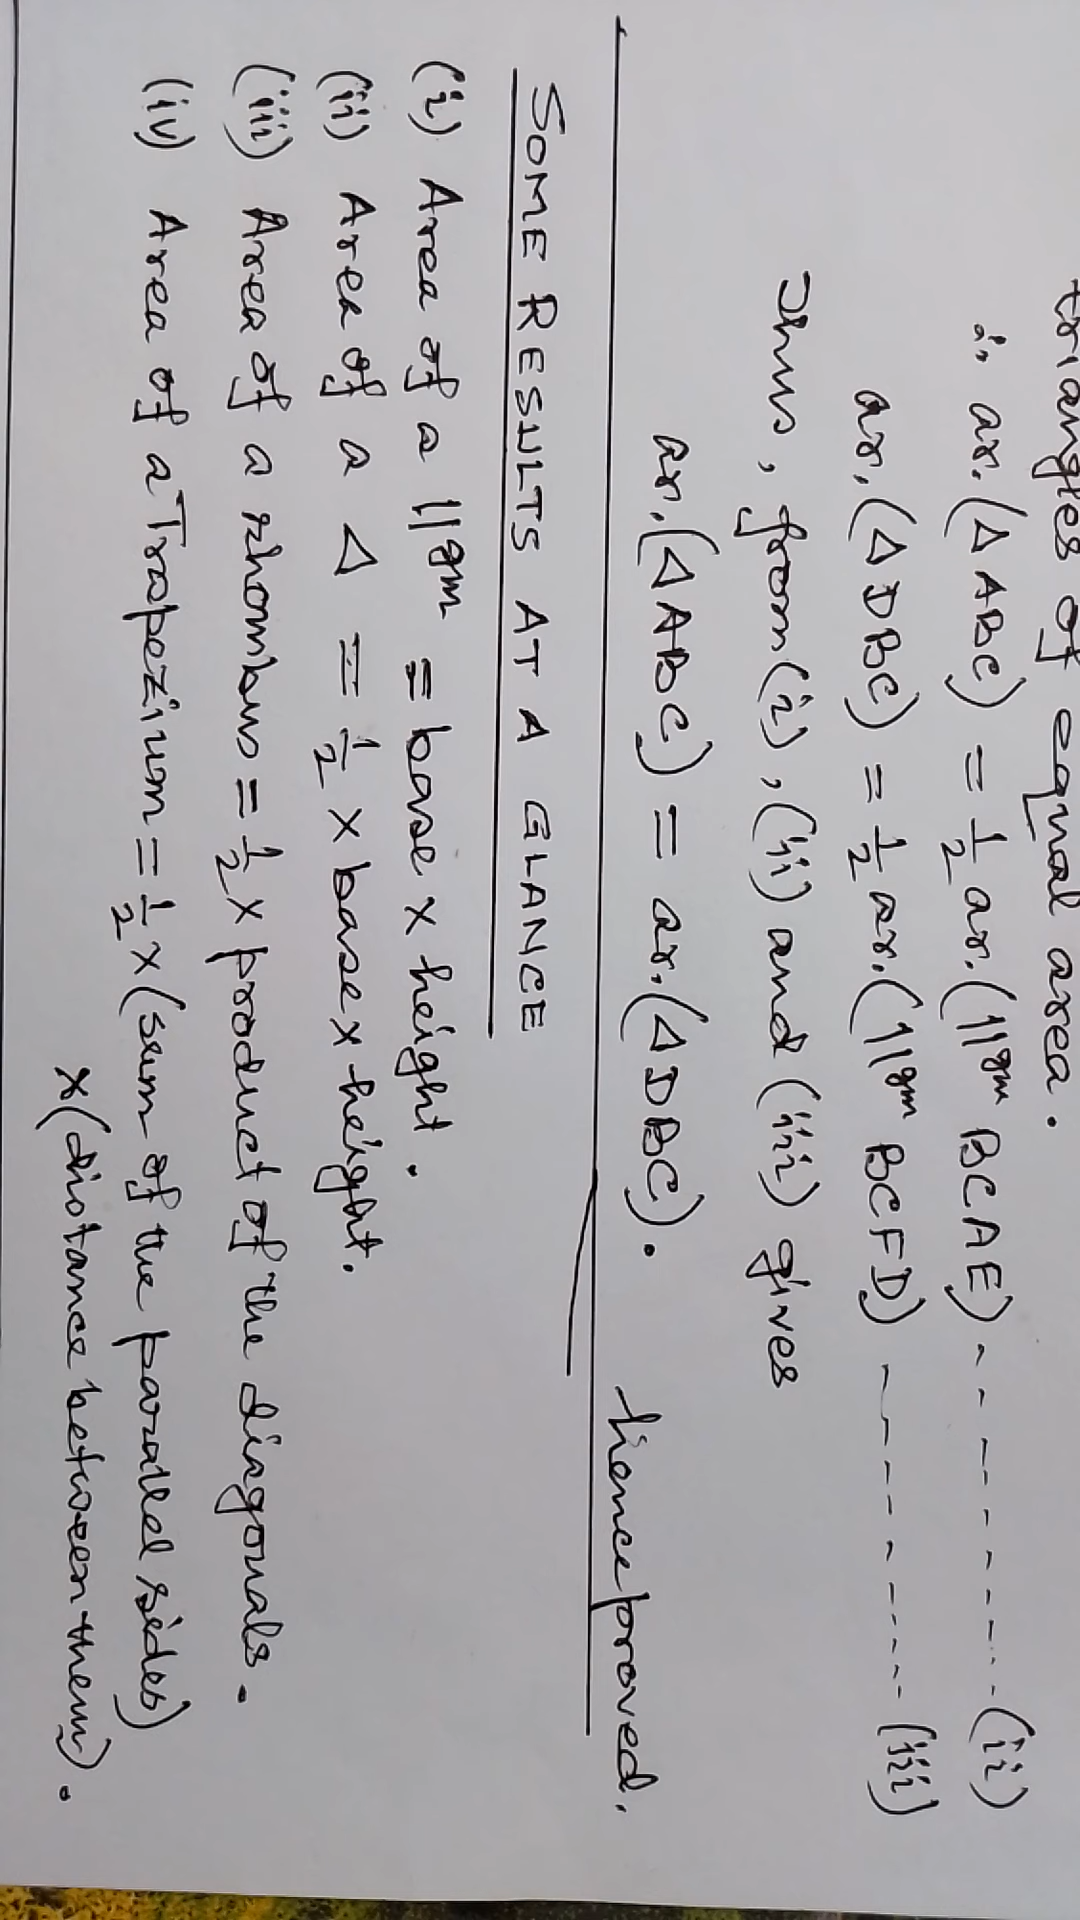 triangles of equal area.
∴ ar.(Δ ABC) = 1/2 ar.(||gm BCAE) - - - - - - - - - (ii)
ar.(Δ DBC) = 1/2 ar.(||gm BCFD) - - - - - - - - - (iii)
Thus, from (i), (ii) and (iii) gives
ar.(Δ ABC) = ar.(Δ DBC).
hence proved.
SOME RESULTS AT A GLANCE
(i) Area of a ||gm = base × height.
(ii) Area of a Δ = 1/2 × base × height.
(iii) Area of a rhombus = 1/2 × product of the diagonals.
(iv) Area of a Trapezium = 1/2 × (sum of the parallel sides)
× (distance between them).